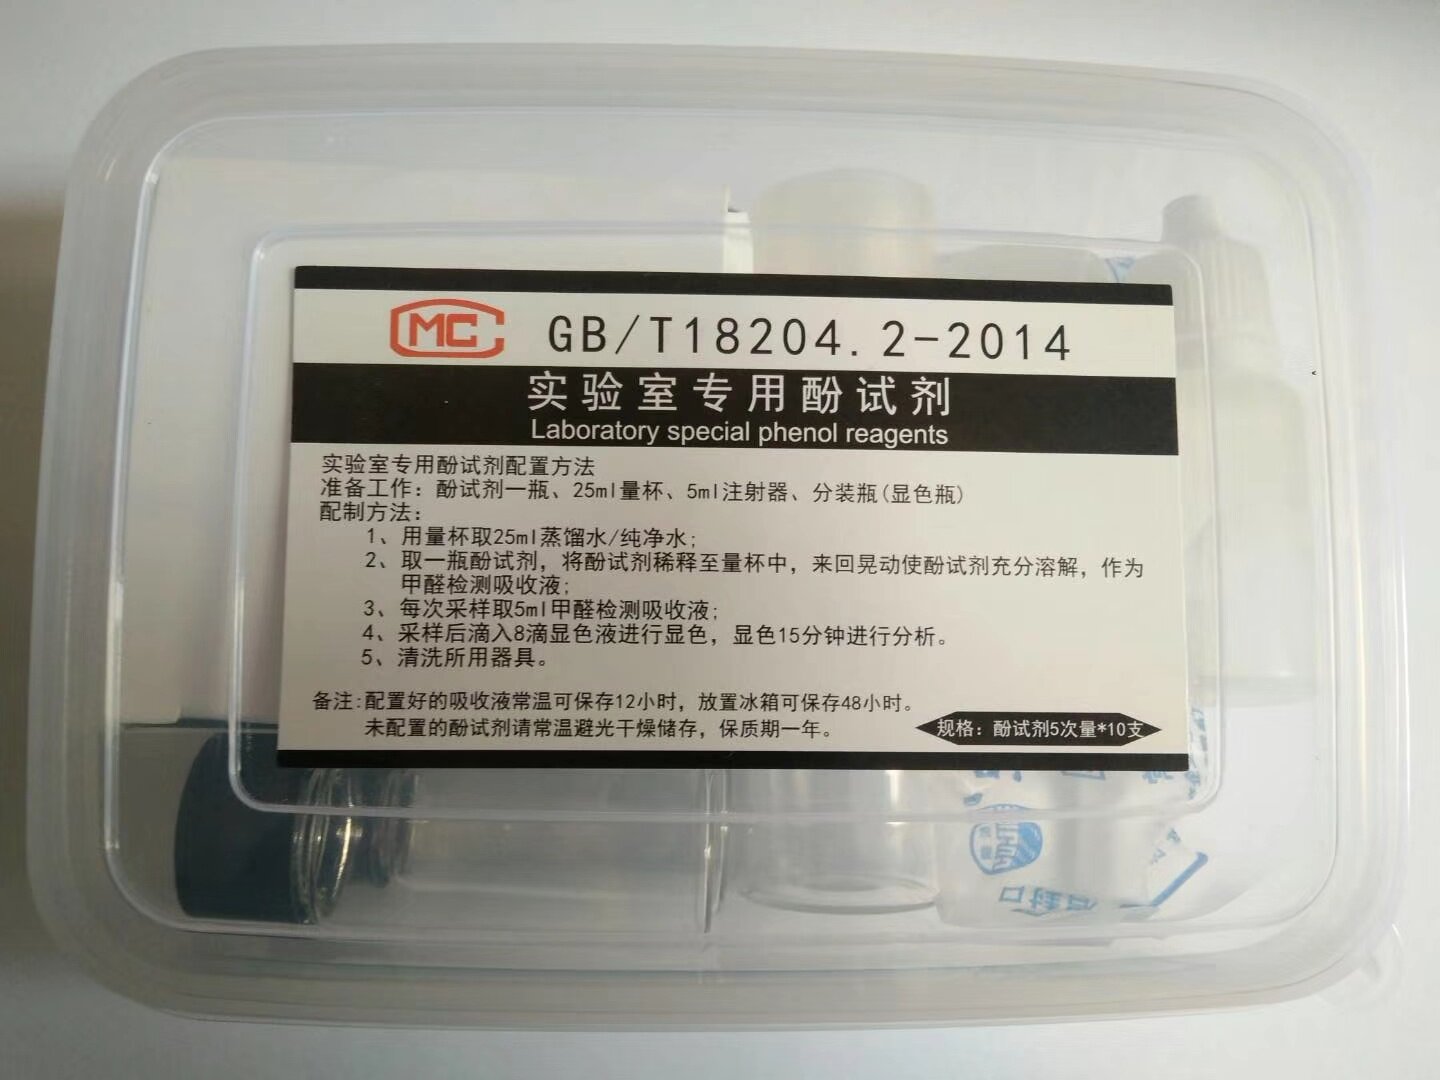 MC
GB/T18204.2-2014
实验室专用酚试剂
Laboratory special phenol reagents
实验室专用酚试剂配置方法
准备工作：酚试剂一瓶、25ml量杯、5ml注射器、分装瓶(显色瓶)
配制方法：
1、用量杯取25ml蒸馏水/纯净水;
2、取一瓶酚试剂，将酚试剂稀释至量杯中，来回晃动使酚试剂充分溶解，作为
甲醛检测吸收液;
3、每次采样取5ml甲醛检测吸收液;
4、采样后滴入8滴显色液进行显色，显色15分钟进行分析。
5、清洗所用器具。
备注:配置好的吸收液常温可保存12小时，放置冰箱可保存48小时。
未配置的酚试剂请常温避光干燥储存，保质期一年。
规格：酚试剂5次量*10支
封口